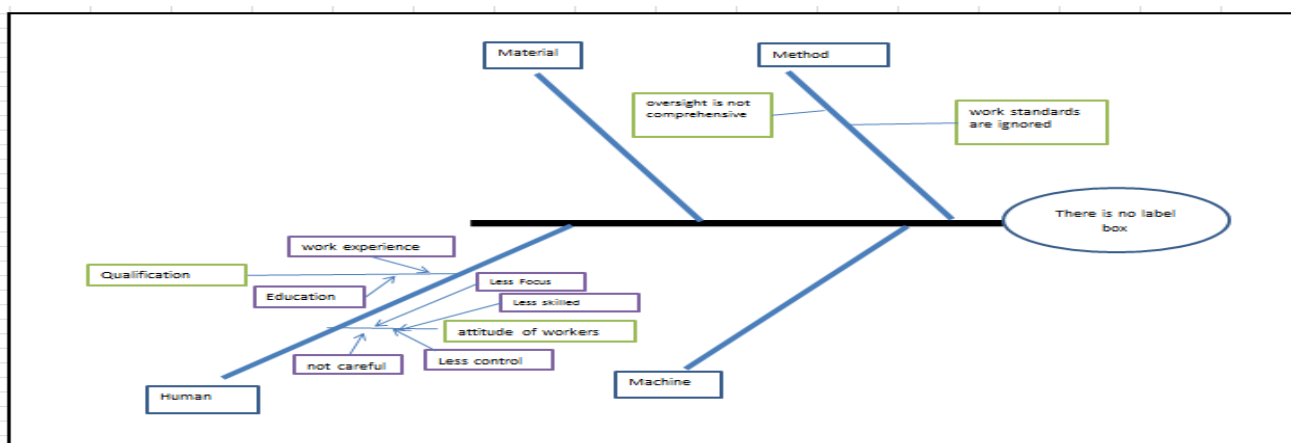 Material
Method
oversight is not
comprehensive
work standards
are ignored
There is no label
box
work experience
Qualification
Education
Less Focus
Less skilled
attitude of workers
not careful
Less control
Human
Machine